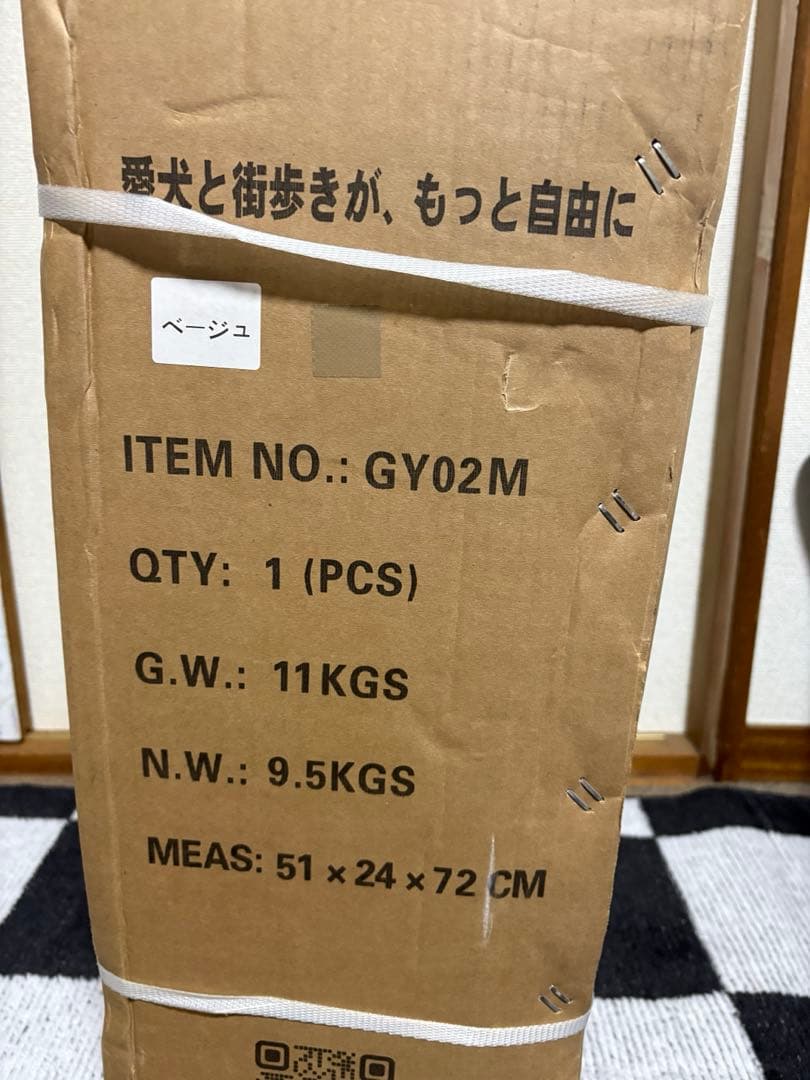 愛犬と街歩きが、もっと自由に
ベージュ
ITEM NO.: GY02M
QTY: 1 (PCS)
G.W.: 11KGS
N.W.: 9.5KGS
MEAS: 51 × 24 × 72 CM